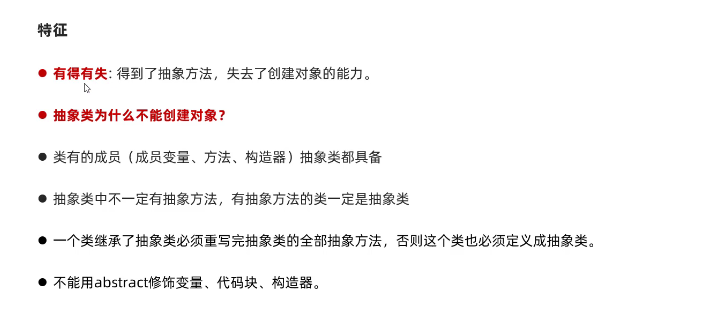 特征
● 有得有失: 得到了抽象方法，失去了创建对象的能力。
● 抽象类为什么不能创建对象？
● 类有的成员（成员变量、方法、构造器）抽象类都具备
● 抽象类中不一定有抽象方法，有抽象方法的类一定是抽象类
● 一个类继承了抽象类必须重写完抽象类的全部抽象方法，否则这个类也必须定义成抽象类。
● 不能用abstract修饰变量、代码块、构造器。